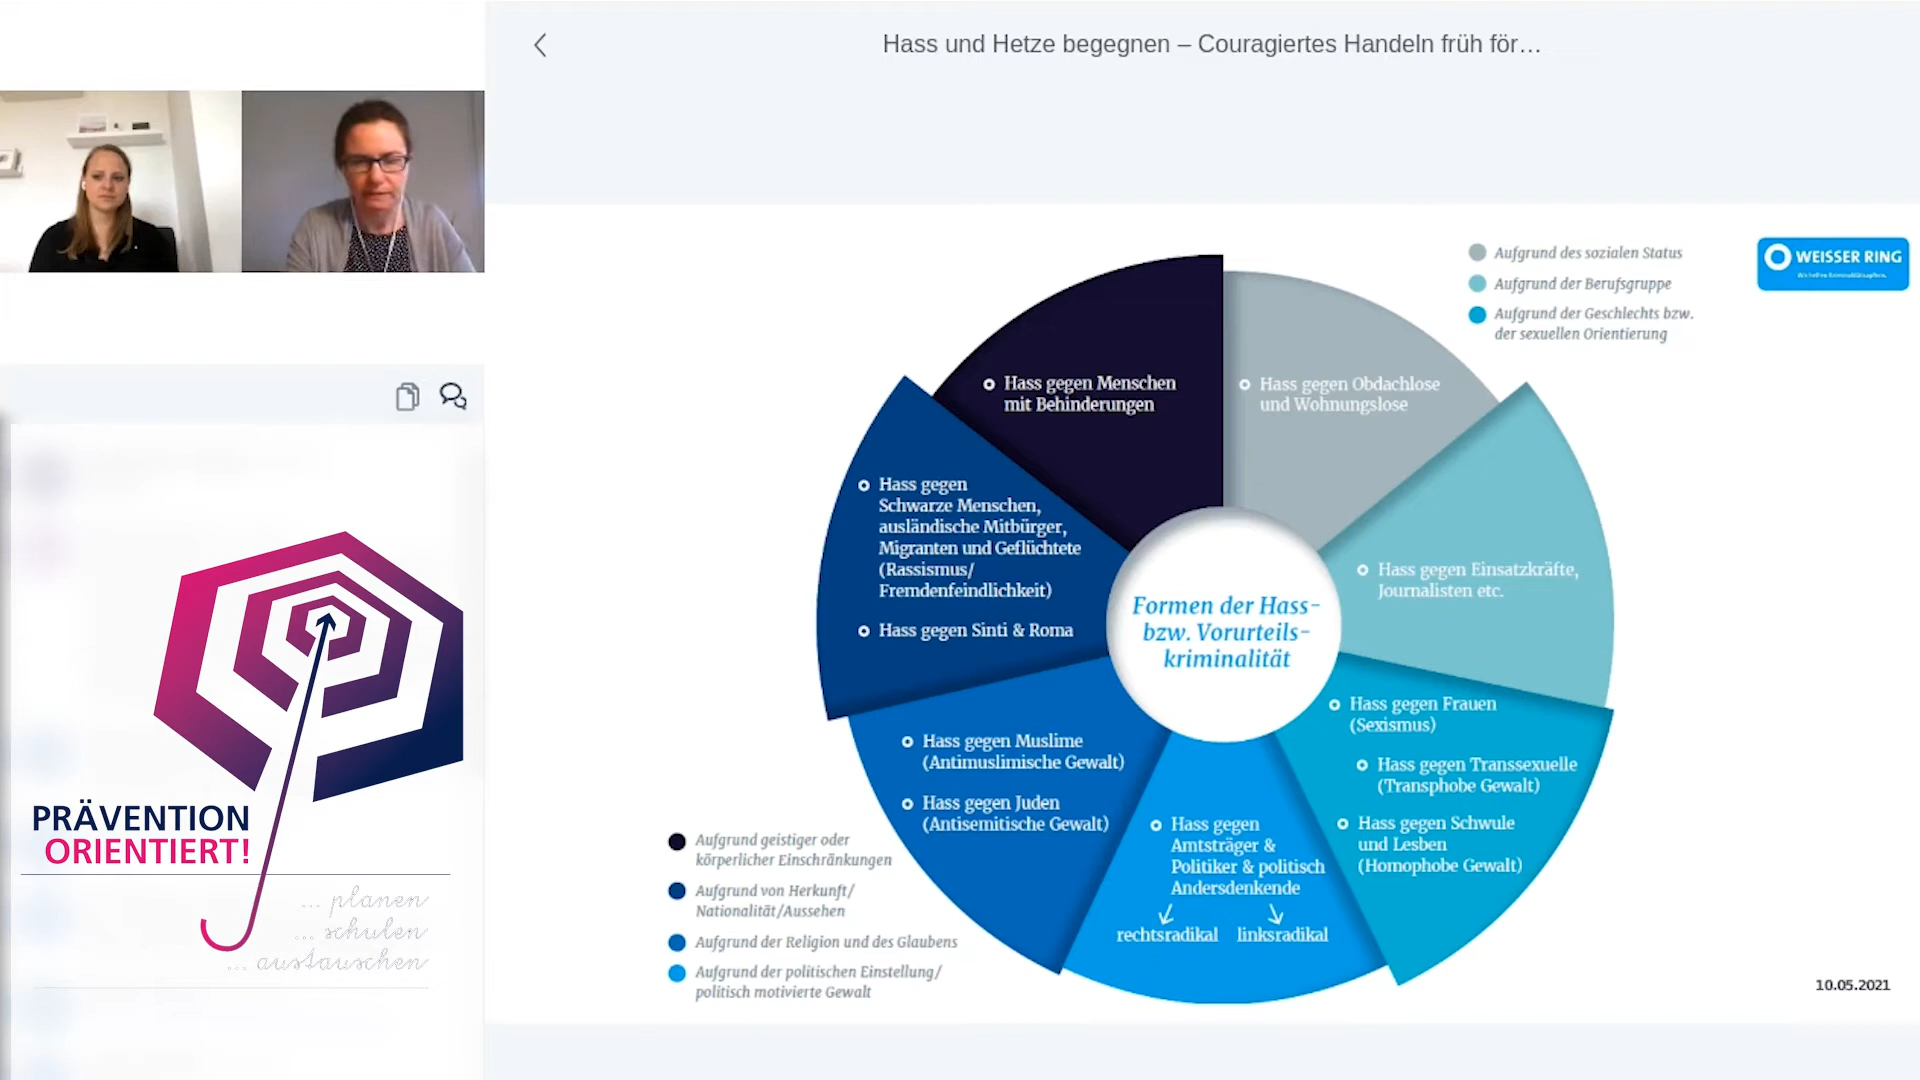 Hass und Hetze begegnen – Couragiertes Handeln früh för…
Aufgrund des sozialen Status
Aufgrund der Berufsgruppe
Aufgrund der Geschlechts bzw.
der sexuellen Orientierung
WEISSER RING
Wir helfen Kriminalitätsopfern.
Hass gegen Menschen
mit Behinderungen
Hass gegen Obdachlose
und Wohnungslose
Hass gegen
Schwarze Menschen,
ausländische Mitbürger,
Migranten und Geflüchtete
(Rassismus/
Fremdenfeindlichkeit)
Hass gegen Sinti & Roma
Hass gegen Einsatzkräfte,
Journalisten etc.
Formen der Hass-
bzw. Vorurteils-
kriminalität
Hass gegen Frauen
(Sexismus)
Hass gegen Transsexuelle
(Transphobe Gewalt)
Hass gegen Schwule
und Lesben
(Homophobe Gewalt)
Hass gegen Muslime
(Antimuslimische Gewalt)
Hass gegen Juden
(Antisemitische Gewalt)
Hass gegen
Amtsträger &
Politiker & politisch
Andersdenkende
rechtsradikal linksradikal
Aufgrund geistiger oder
körperlicher Einschränkungen
Aufgrund von Herkunft/
Nationalität/Aussehen
Aufgrund der Religion und des Glaubens
Aufgrund der politischen Einstellung/
politisch motivierte Gewalt
10.05.2021
PRÄVENTION
ORIENTIERT!
... planen
... schulen
... austauschen